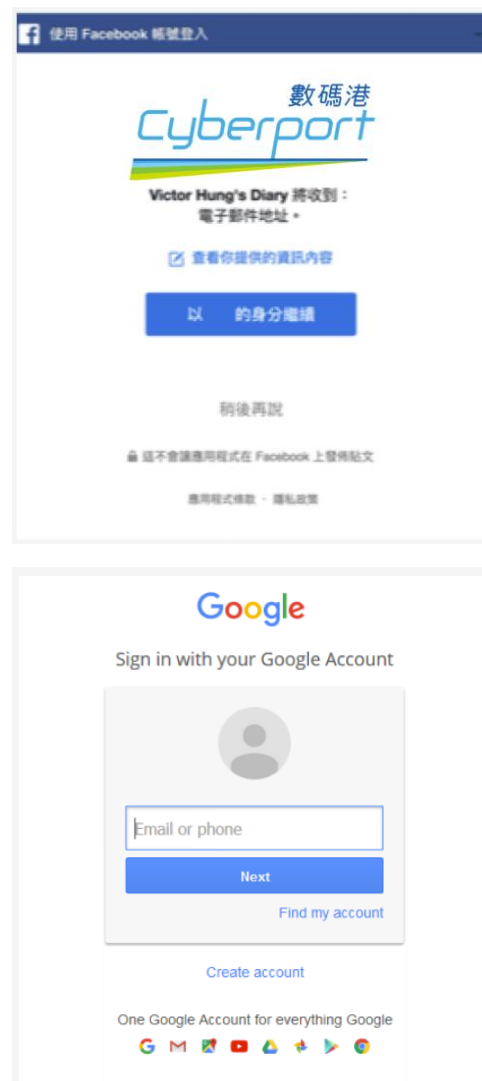 使用 Facebook 帳號登入
數碼港
Cyberport
Victor Hung's Diary 將收到：
電子郵件地址。
查看你提供的資訊內容
以 的身分繼續
稍後再說
這不會讓應用程式在 Facebook 上發佈貼文
應用程式條款 · 隱私政策
Google
Sign in with your Google Account
Email or phone
Next
Find my account
Create account
One Google Account for everything Google